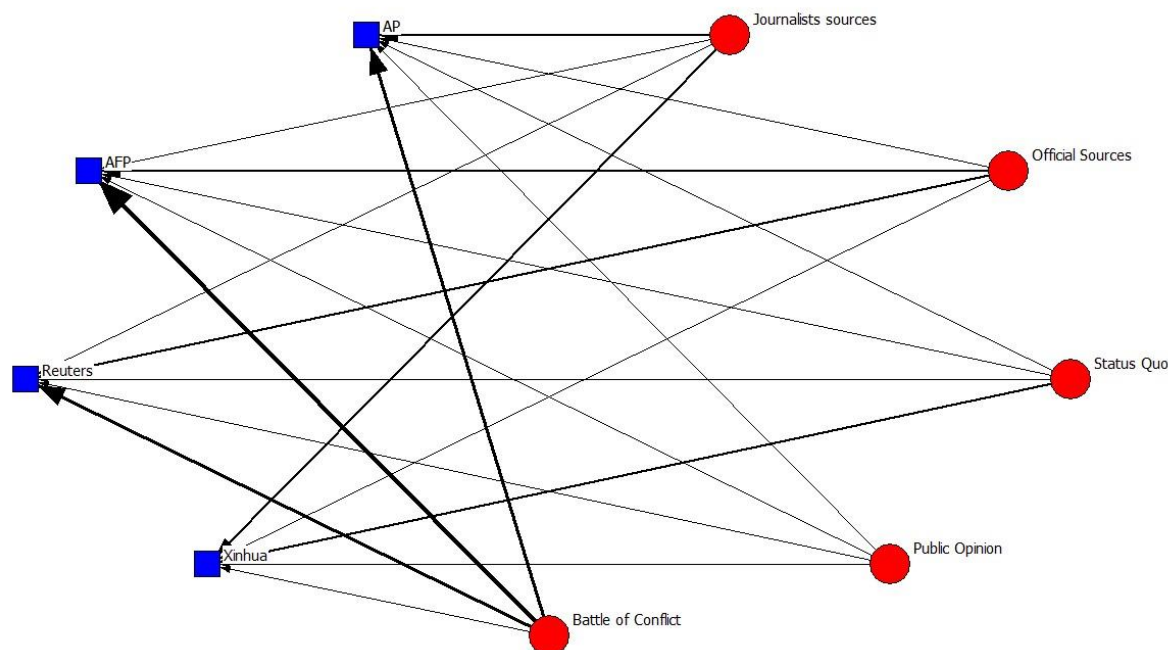 AP
Journalists sources
AFP
Official Sources
Reuters
Status Quo
Xinhua
Public Opinion
Battle of Conflict